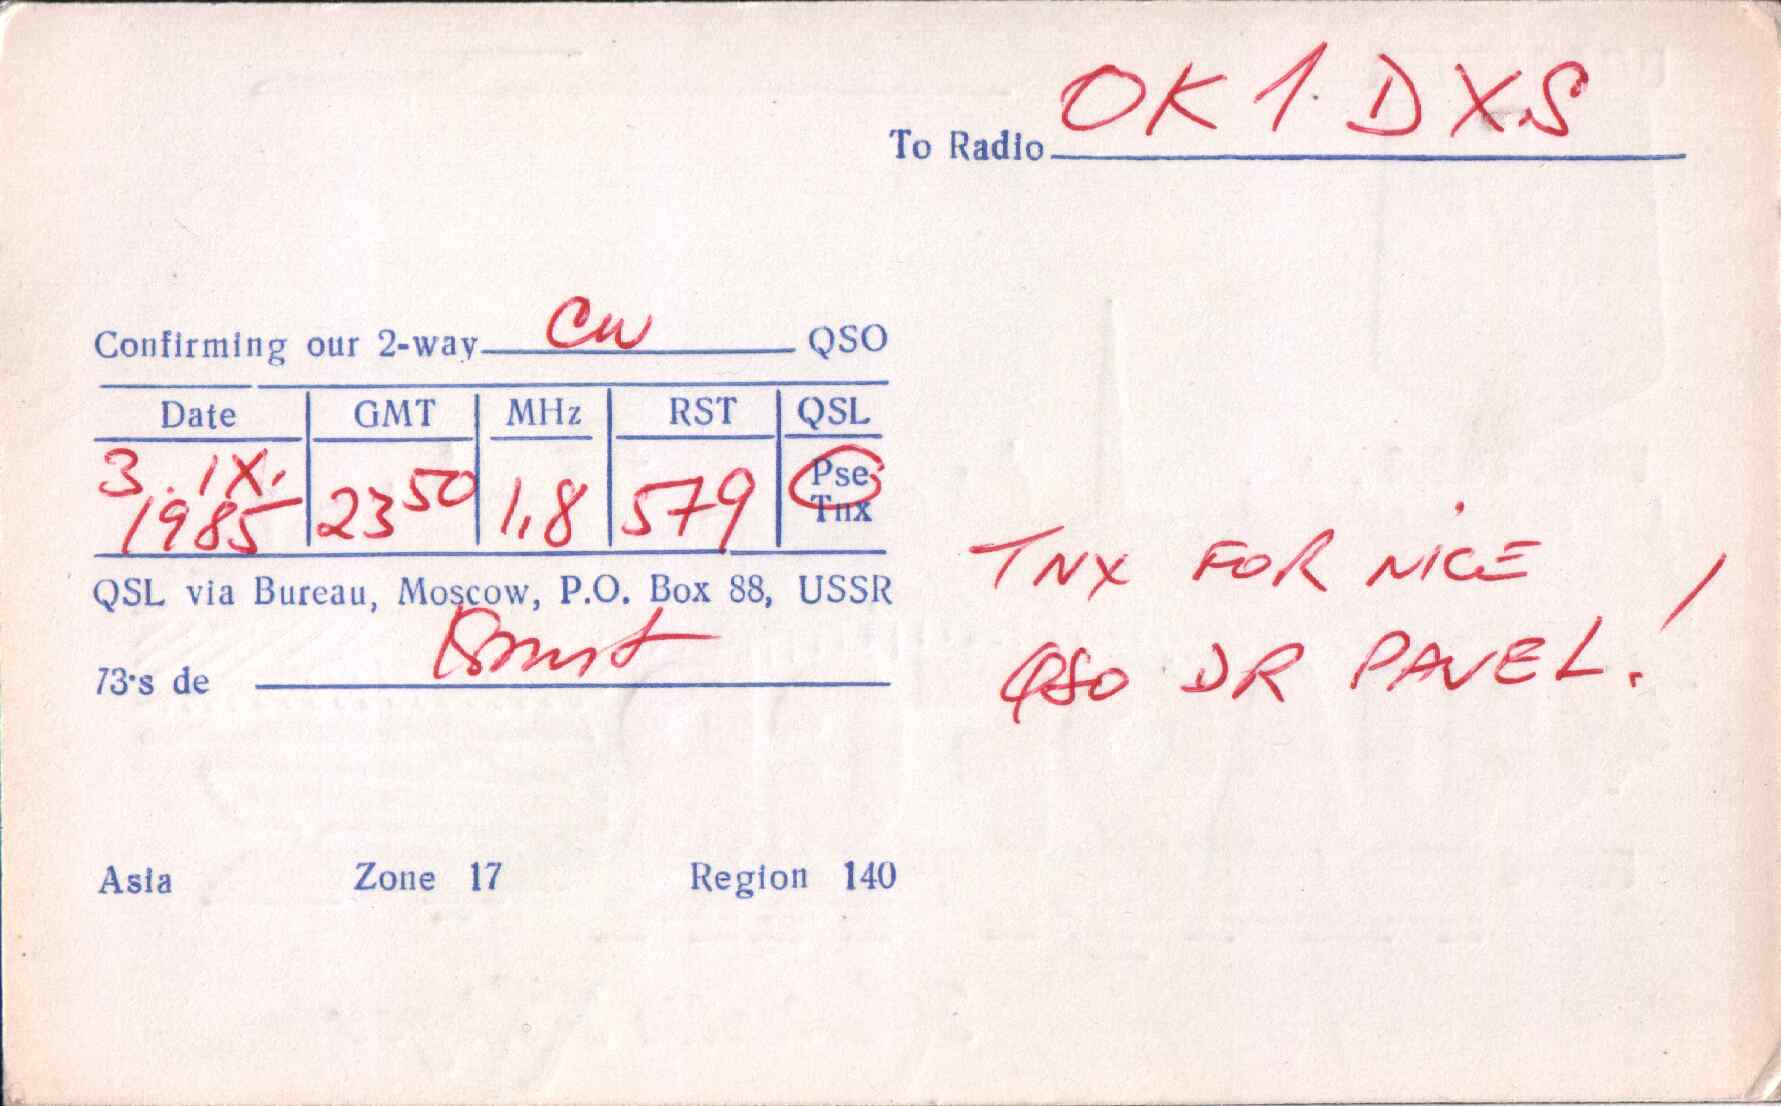 To Radio OK1DXS
Confirming our 2-way CW QSO
Date GMT MHz RST QSL
3.IX. 1985 2350 1,8 579 Pse Tnx
QSL via Bureau, Moscow, P.O. Box 88, USSR
73's de
TNX FOR NICE
QSO DR PAVEL!
Asia Zone 17 Region 140